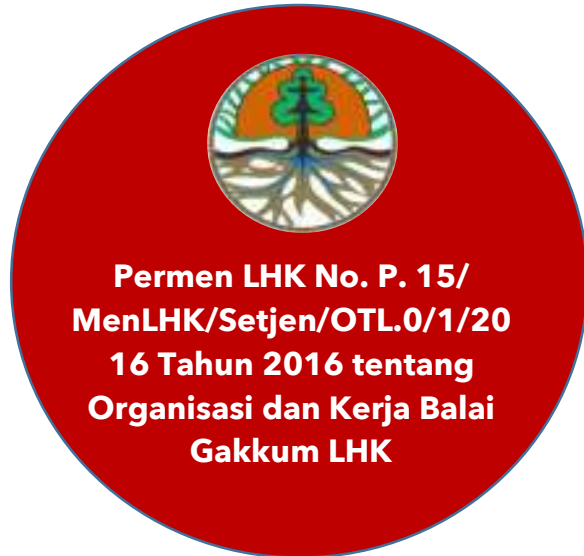 Permen LHK No. P. 15/
MenLHK/Setjen/OTL.0/1/20
16 Tahun 2016 tentang
Organisasi dan Kerja Balai
Gakkum LHK